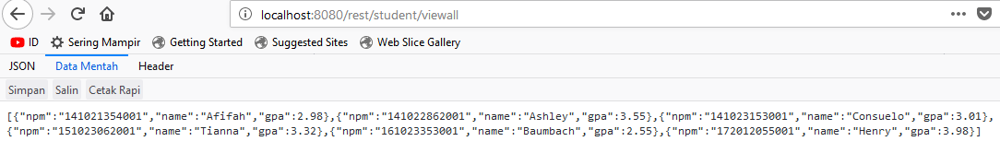 localhost:8080/rest/student/viewall
ID Sering Mampir Getting Started Suggested Sites Web Slice Gallery
JSON Data Mentah Header
Simpan Salin Cetak Rapi
[{"npm":"141021354001","name":"Afifah","gpa":2.98},{"npm":"141022862001","name":"Ashley","gpa":3.55},{"npm":"141023153001","name":"Consuelo","gpa":3.01},
{"npm":"151023062001","name":"Tianna","gpa":3.32},{"npm":"161023353001","name":"Baumbach","gpa":2.55},{"npm":"172012055001","name":"Henry","gpa":3.98}]